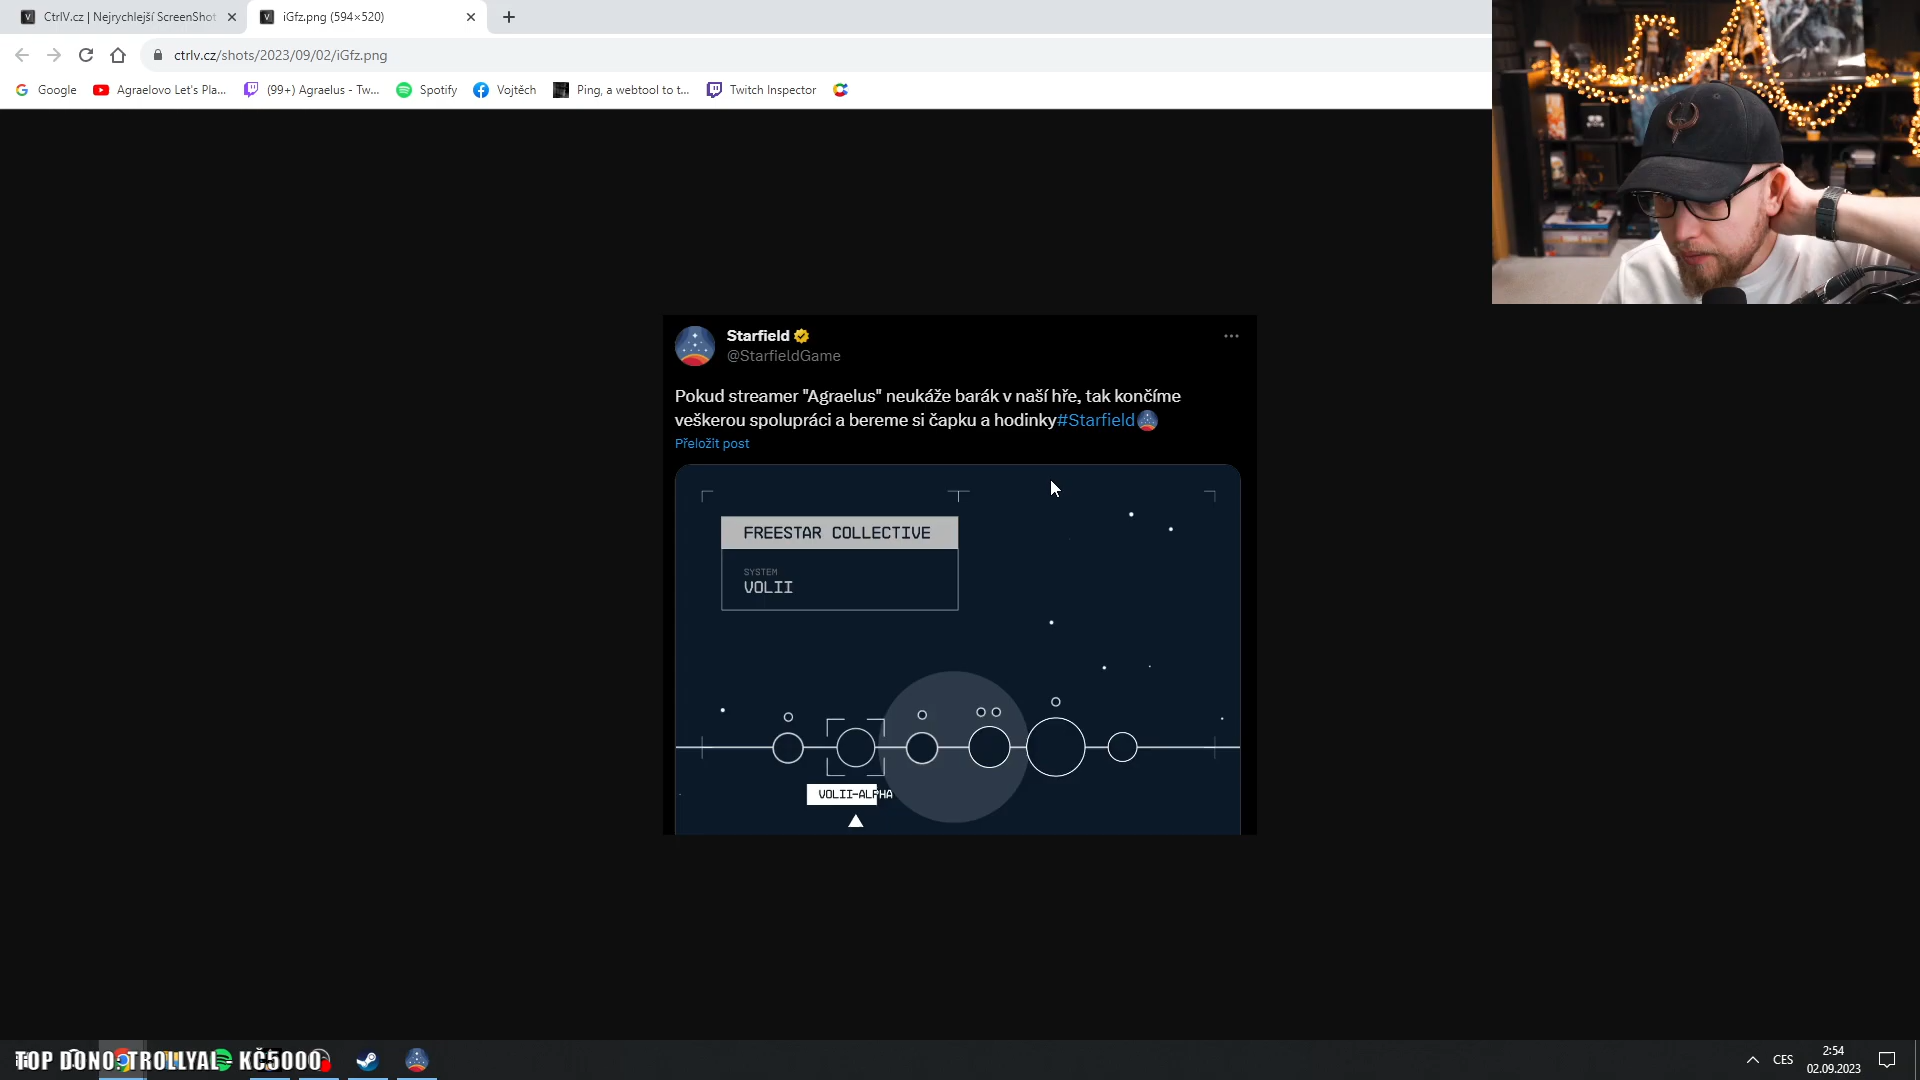 CtrlV.cz | Nejrychlejší ScreenShot
iGfz.png (594×520)
ctrlv.cz/shots/2023/09/02/iGfz.png
Google
Agraelovo Let's Pla...
(99+) Agraelus - Tw...
Spotify
Vojtěch
Ping, a webtool to t...
Twitch Inspector
Starfield
@StarfieldGame
Pokud streamer "Agraelus" neukáže barák v naší hře, tak končíme
veškerou spolupráci a bereme si čapku a hodinky#Starfield
Přeložit post
FREESTAR COLLECTIVE
SYSTEM
VOLII
VOLII-ALPHA
TOP DONO: TROLLYAL - KČ5000
CES
2:54
02.09.2023